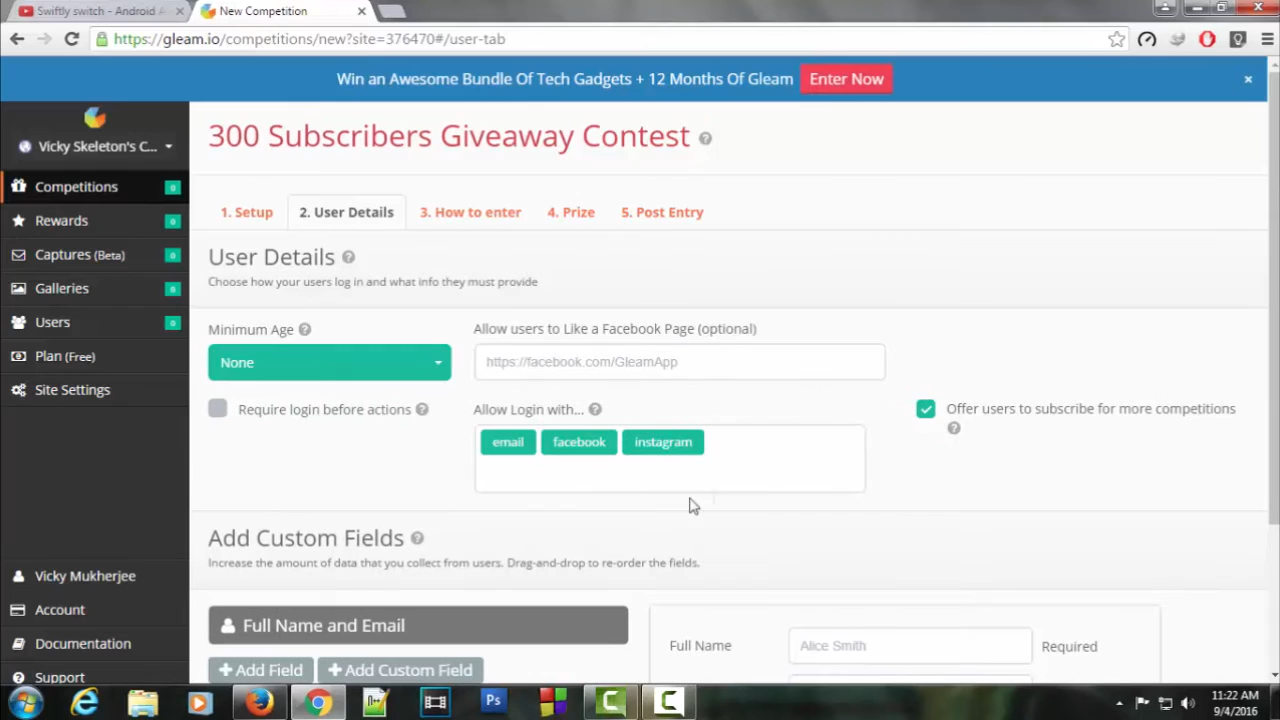 Swiftly switch - Android A
New Competition
https://gleam.io/competitions/new?site=376470#/user-tab
Win an Awesome Bundle Of Tech Gadgets + 12 Months Of Gleam Enter Now ×
Vicky Skeleton's C...
Competitions 0
Rewards 0
Captures (Beta) 0
Galleries 0
Users 0
Plan (Free)
Site Settings
Vicky Mukherjee
Account
Documentation
Support
300 Subscribers Giveaway Contest ?
1. Setup 2. User Details 3. How to enter 4. Prize 5. Post Entry
User Details ?
Choose how your users log in and what info they must provide
Minimum Age ?
None
Require login before actions ?
Allow users to Like a Facebook Page (optional)
https://facebook.com/GleamApp
Allow Login with... ?
email facebook instagram
Offer users to subscribe for more competitions
?
Add Custom Fields ?
Increase the amount of data that you collect from users. Drag-and-drop to re-order the fields.
Full Name and Email
+ Add Field + Add Custom Field
Full Name Alice Smith Required
Ps
11:22 AM
9/4/2016